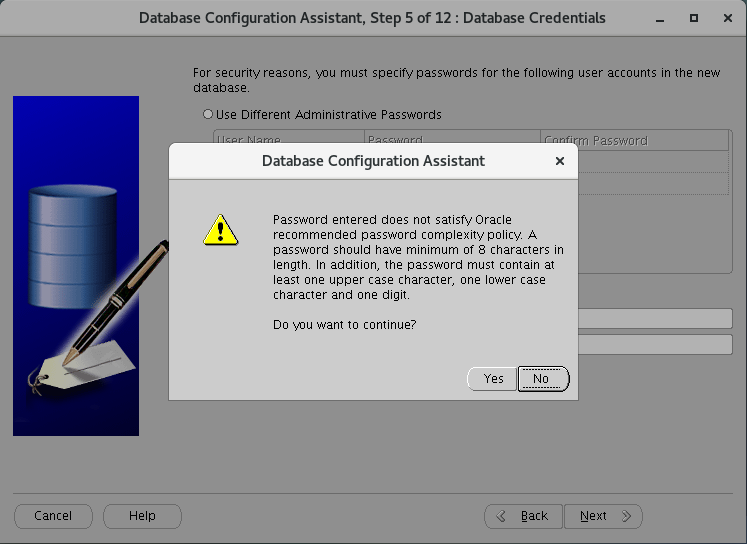 Database Configuration Assistant, Step 5 of 12 : Database Credentials
For security reasons, you must specify passwords for the following user accounts in the new
database.
Use Different Administrative Passwords
User Name Password Confirm Password
Database Configuration Assistant
Password entered does not satisfy Oracle
recommended password complexity policy. A
password should have minimum of 8 characters in
length. In addition, the password must contain at
least one upper case character, one lower case
character and one digit.
Do you want to continue?
Yes No
Cancel Help Back Next